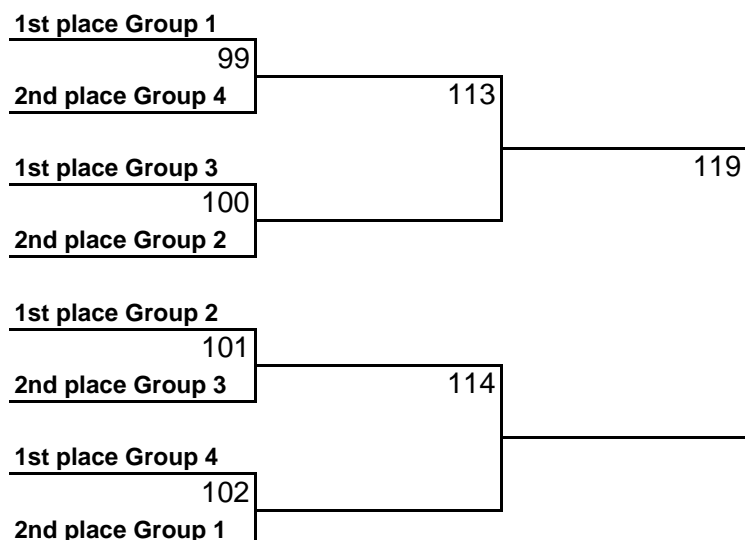 1st place Group 1
99
2nd place Group 4
113
119
1st place Group 3
100
2nd place Group 2
1st place Group 2
101
2nd place Group 3
114
1st place Group 4
102
2nd place Group 1